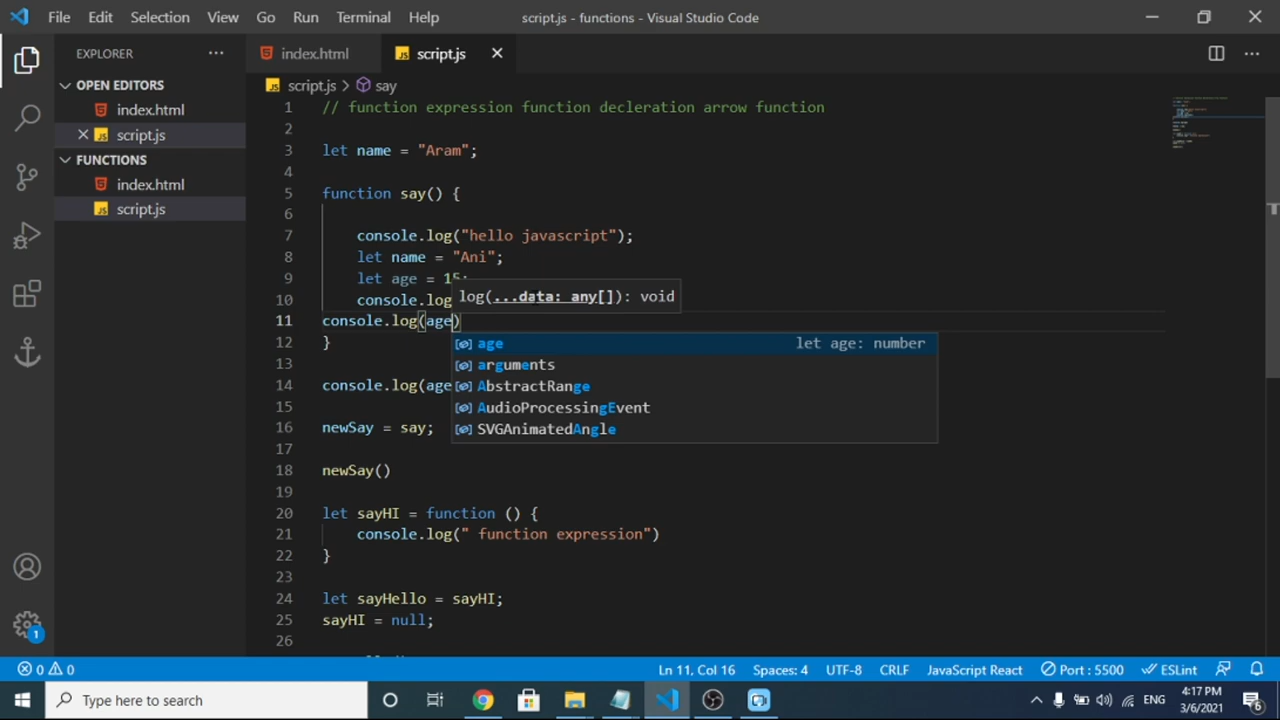 File Edit Selection View Go Run Terminal Help script.js - functions - Visual Studio Code
EXPLORER ···
index.html
script.js
OPEN EDITORS
index.html
script.js
FUNCTIONS
index.html
script.js
script.js > say
1 // function expression function decleration arrow function
2
3 let name = "Aram";
4
5 function say() {
6
7 console.log("hello javascript");
8 let name = "Ani";
9 let age = 15;
10 console.log
log(...data: any[]): void
11 console.log(age)
age let age: number
arguments
AbstractRange
AudioProcessingEvent
SVGAnimatedAngle
12 }
13
14 console.log(age
15
16 newSay = say;
17
18 newSay()
19
20 let sayHI = function () {
21 console.log(" function expression")
22 }
23
24 let sayHello = sayHI;
25 sayHI = null;
26
1
0 0 Ln 11, Col 16 Spaces: 4 UTF-8 CRLF JavaScript React Port : 5500 ESLint
Type here to search
ENG
4:17 PM
3/6/2021
6